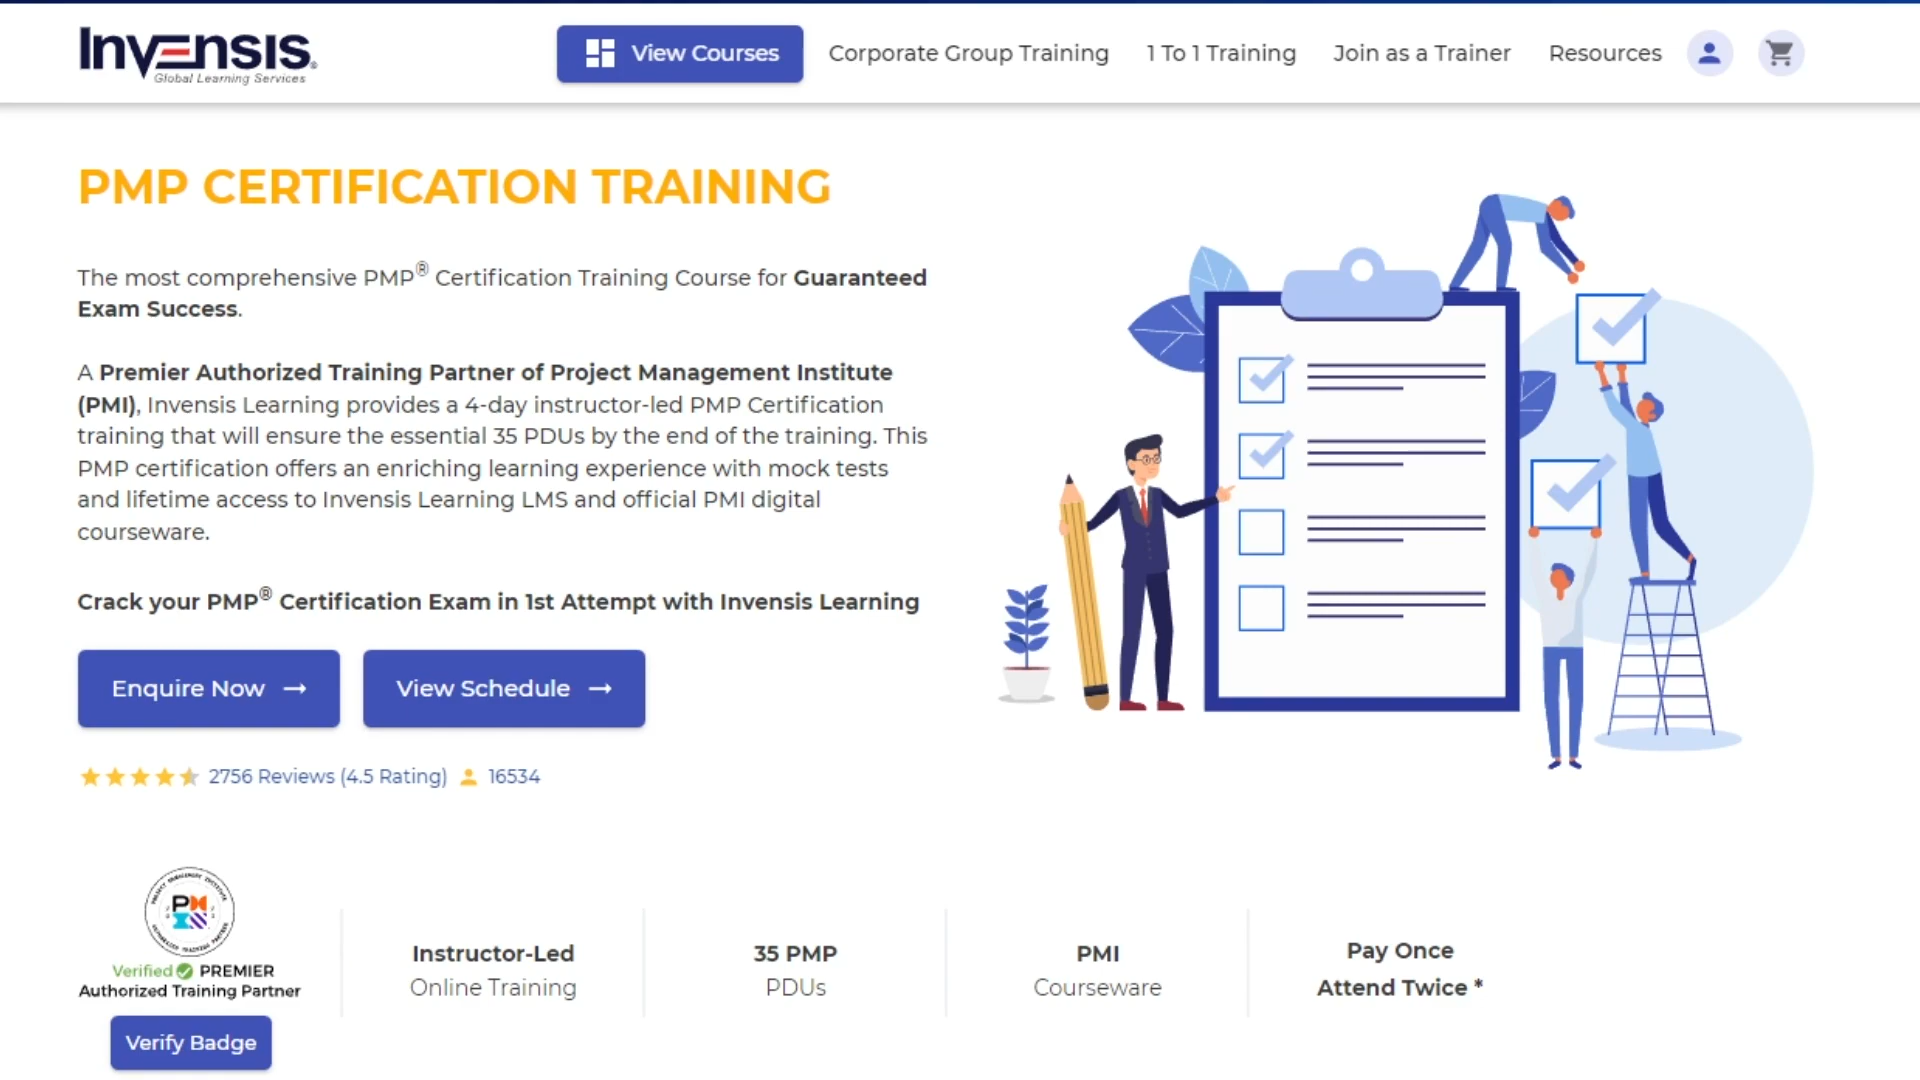 Invensis®
Global Learning Services
View Courses
Corporate Group Training
1 To 1 Training
Join as a Trainer
Resources
PMP CERTIFICATION TRAINING
The most comprehensive PMP® Certification Training Course for Guaranteed
Exam Success.
A Premier Authorized Training Partner of Project Management Institute
(PMI), Invensis Learning provides a 4-day instructor-led PMP Certification
training that will ensure the essential 35 PDUs by the end of the training. This
PMP certification offers an enriching learning experience with mock tests
and lifetime access to Invensis Learning LMS and official PMI digital
courseware.
Crack your PMP® Certification Exam in 1st Attempt with Invensis Learning
Enquire Now →
View Schedule →
2756 Reviews (4.5 Rating) 16534
PROJECT MANAGEMENT INSTITUTE
AUTHORIZED TRAINING PARTNER
Verified PREMIER
Authorized Training Partner
Verify Badge
Instructor-Led
Online Training
35 PMP
PDUs
PMI
Courseware
Pay Once
Attend Twice *